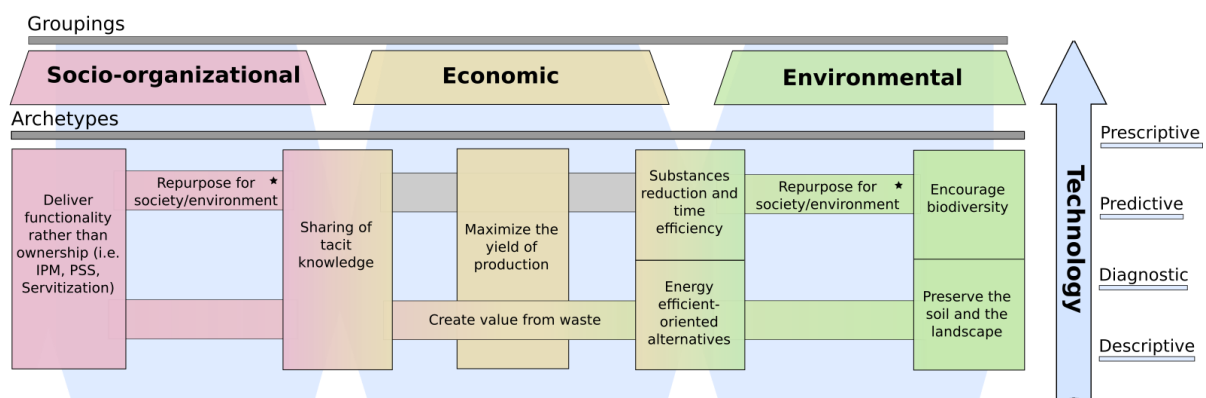 Groupings
Socio-organizational
Economic
Environmental
Archetypes
Deliver
functionality
rather than
ownership (i.e.
IPM, PSS,
Servitization)
Repurpose for
society/environment
Sharing of
tacit
knowledge
Maximize the
yield of
production
Create value from waste
Substances
reduction and
time
efficiency
Energy
efficient-
oriented
alternatives
Repurpose for
society/environment
Encourage
biodiversity
Preserve the
soil and the
landscape
Technology
Prescriptive
Predictive
Diagnostic
Descriptive